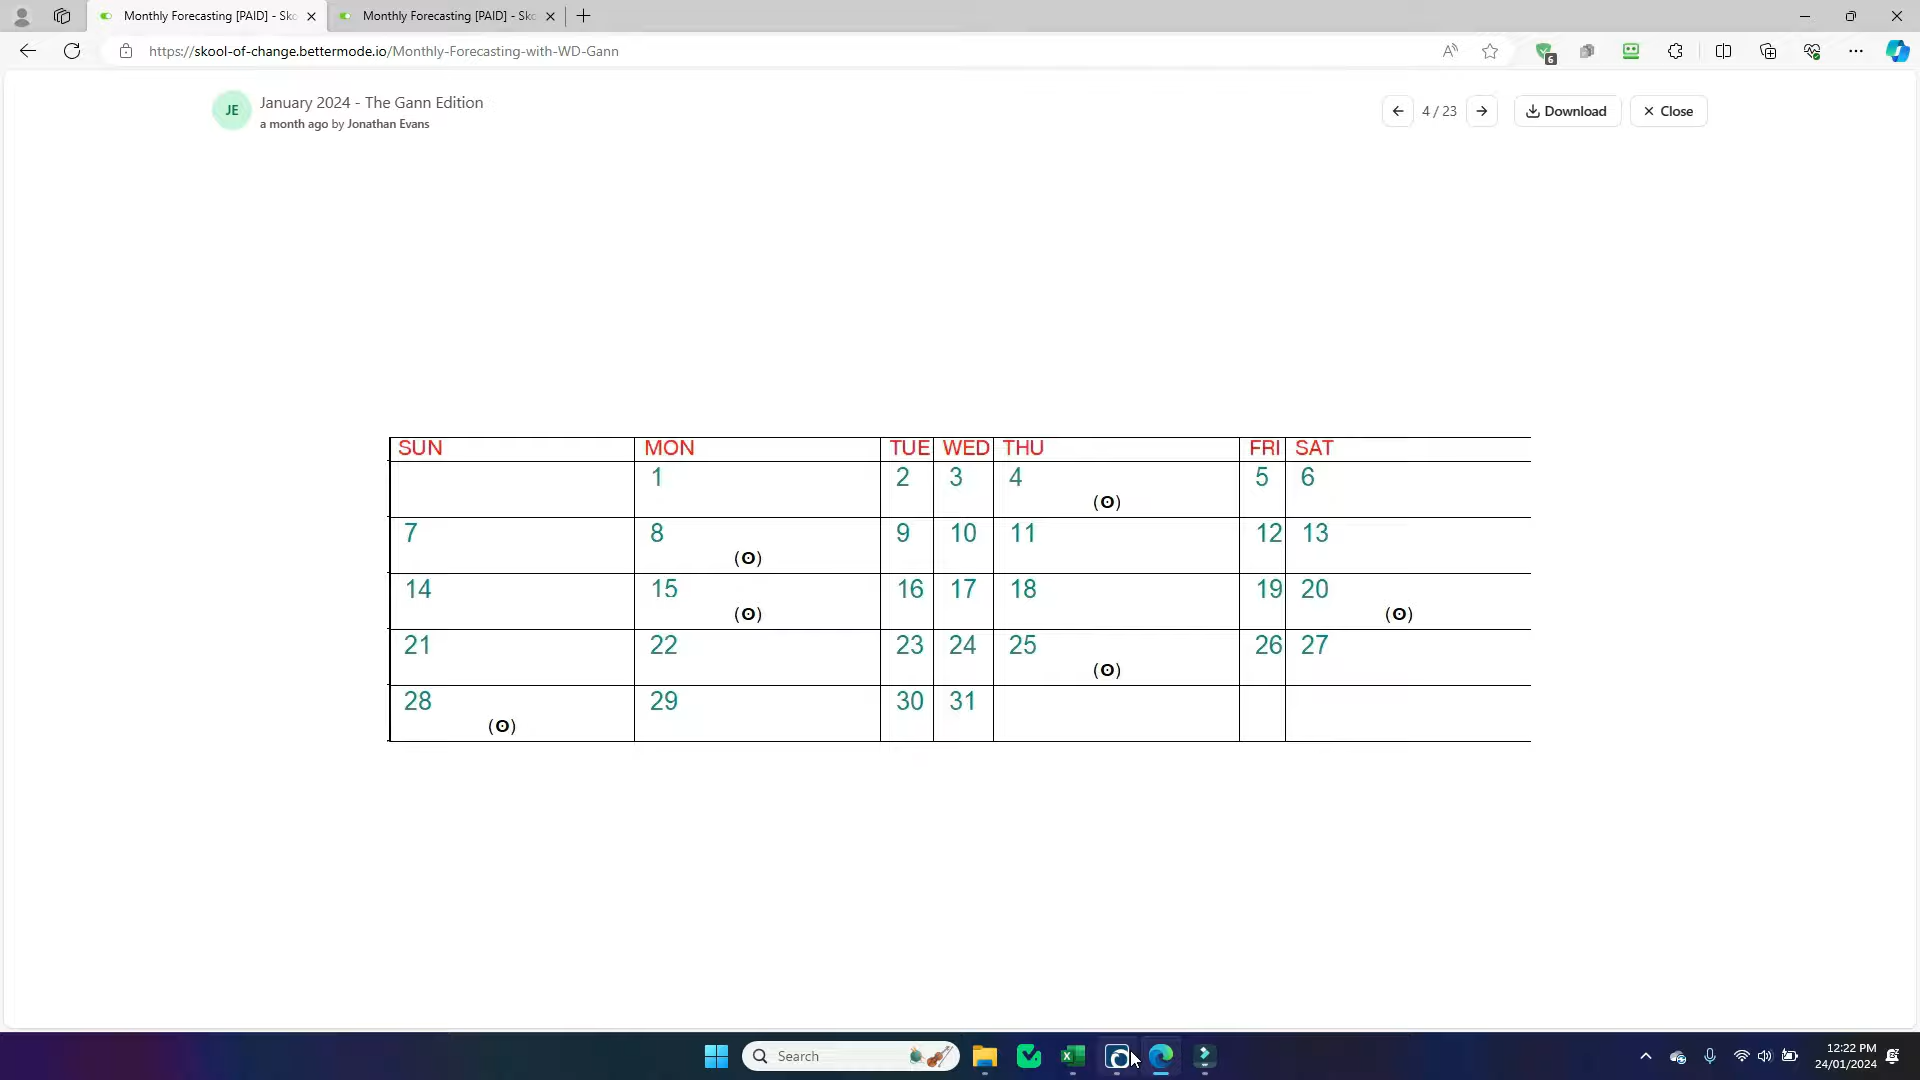 Monthly Forecasting [PAID] - Sko
Monthly Forecasting [PAID] - Sko
https://skool-of-change.bettermode.io/Monthly-Forecasting-with-WD-Gann
6
JE
January 2024 - The Gann Edition
a month ago by Jonathan Evans
4 / 23
Download
Close
SUN MON TUE WED THU FRI SAT
1 2 3 4 5 6
(ʘ)
7 8 9 10 11 12 13
(ʘ)
14 15 16 17 18 19 20
(ʘ) (ʘ)
21 22 23 24 25 26 27
(ʘ)
28 29 30 31
(ʘ)
Search
12:22 PM
24/01/2024